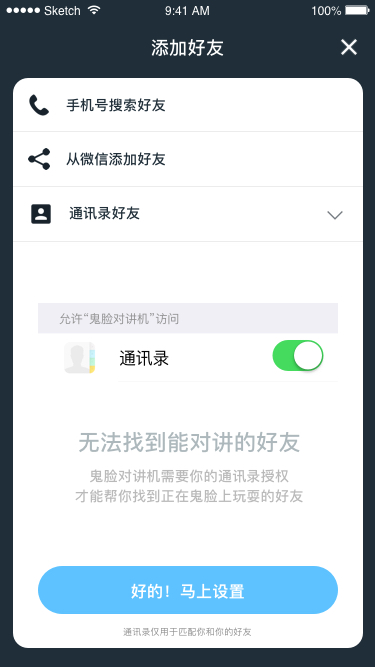 Sketch 9:41 AM 100%
添加好友
手机号搜索好友
从微信添加好友
通讯录好友
允许“鬼脸对讲机”访问
通讯录
无法找到能对讲的好友
鬼脸对讲机需要你的通讯录授权
才能帮你找到正在鬼脸上玩耍的好友
好的！马上设置
通讯录仅用于匹配你和你的好友